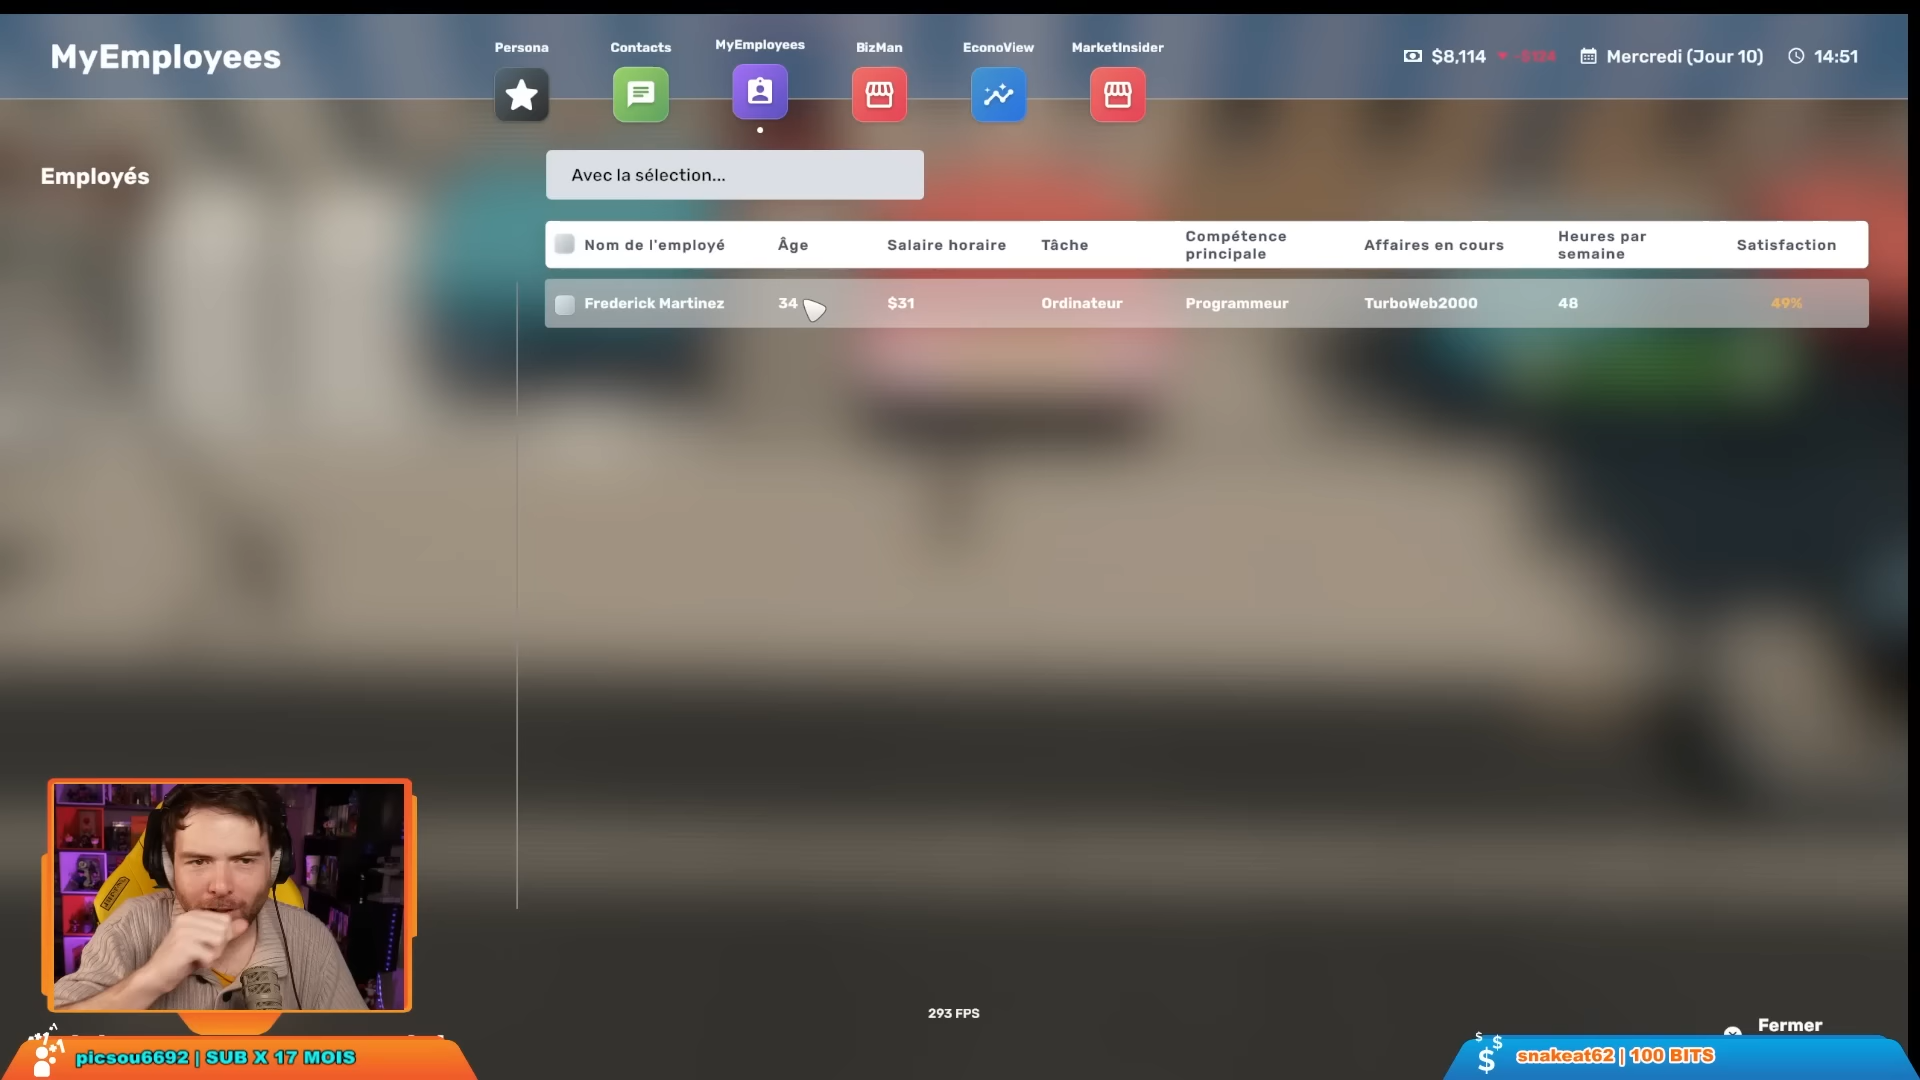 MyEmployees
Persona
Contacts
MyEmployees
BizMan
EconoView
MarketInsider
$8,114
Mercredi (Jour 10)
14:51
Employés
Avec la sélection...
Nom de l'employé Âge Salaire horaire Tâche Compétence principale Affaires en cours Heures par semaine Satisfaction
Frederick Martinez 34 $31 Ordinateur Programmeur TurboWeb2000 48 49%
293 FPS
Fermer
picsou6692 | SUB X 17 MOIS
snakeat62 | 100 BITS